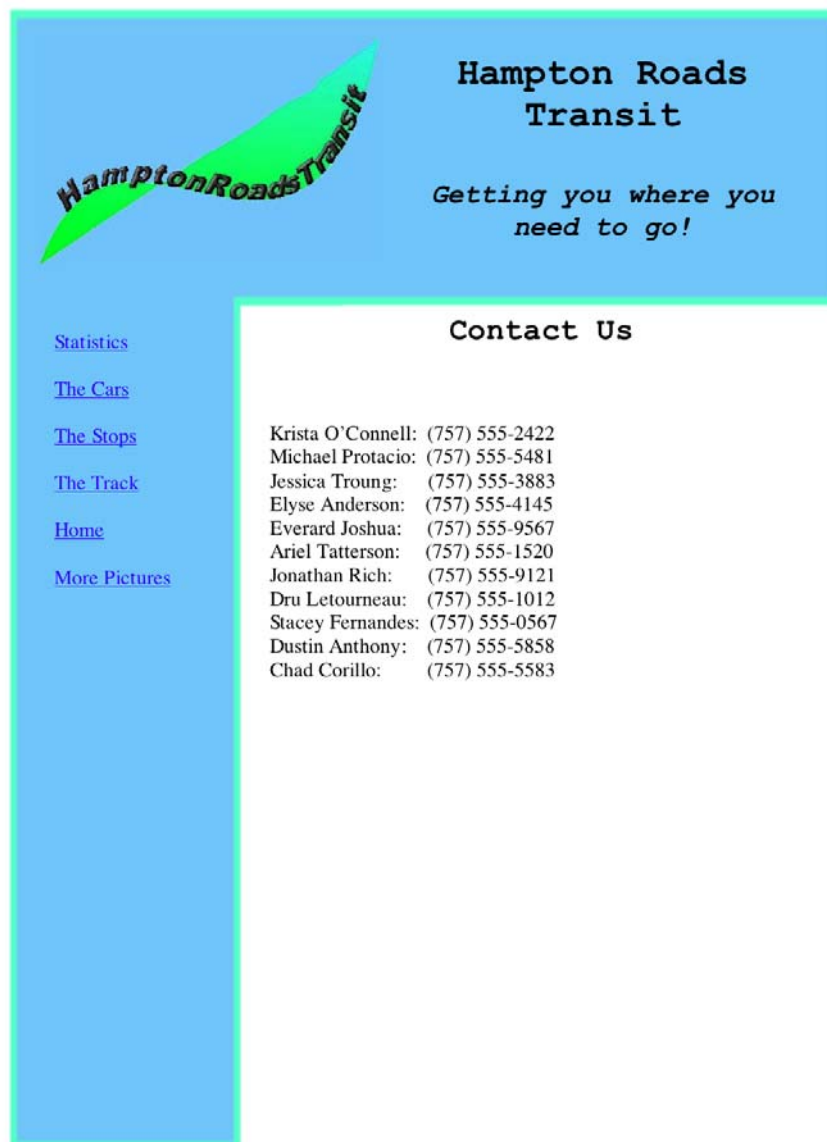 HamptonRoadsTransit
Hampton Roads
Transit
Getting you where you
need to go!
Statistics
The Cars
The Stops
The Track
Home
More Pictures
Contact Us
Krista O'Connell: (757) 555-2422
Michael Protacio: (757) 555-5481
Jessica Troung: (757) 555-3883
Elyse Anderson: (757) 555-4145
Everard Joshua: (757) 555-9567
Ariel Tatterson: (757) 555-1520
Jonathan Rich: (757) 555-9121
Dru Letourneau: (757) 555-1012
Stacey Fernandes: (757) 555-0567
Dustin Anthony: (757) 555-5858
Chad Corillo: (757) 555-5583